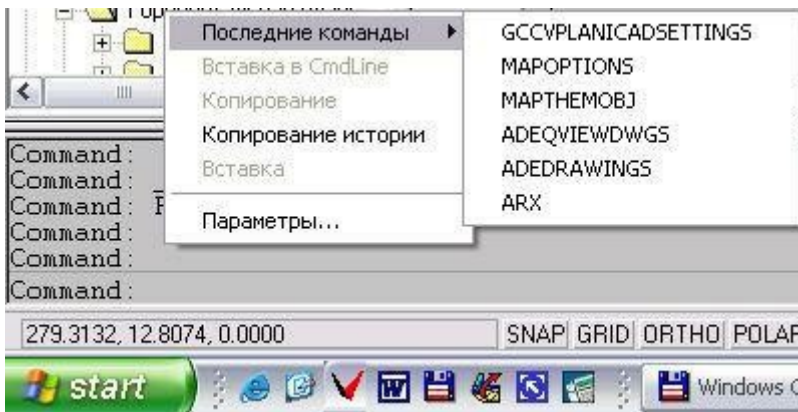 Последние команды
Вставка в CmdLine
Копирование
Копирование истории
Вставка
Параметры...
GCCVPLANICADSETTINGS
MAPOPTIONS
MAPTHEMOBJ
ADEQVIEWDWGS
ADEDRAWINGS
ARX
Command:
Command:
Command:
Command:
Command:
Command:
279.3132, 12.8074, 0.0000 SNAP GRID ORTHO POLAR
start Windows